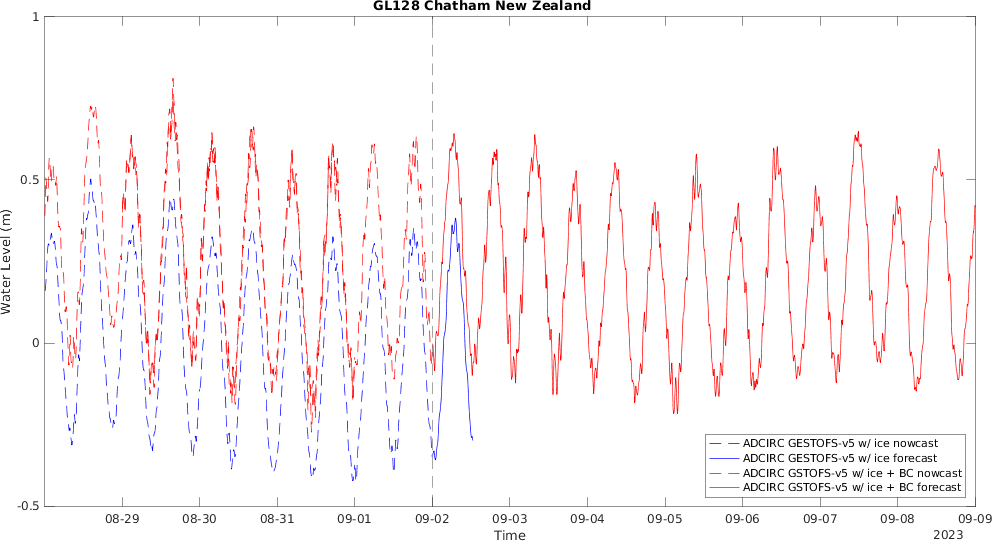 GL128 Chatham New Zealand
1
0.5
0
-0.5
Water Level (m)
ADCIRC GESTOFS-v5 w/ ice nowcast
ADCIRC GESTOFS-v5 w/ ice forecast
ADCIRC GSTOFS-v5 w/ ice + BC nowcast
ADCIRC GSTOFS-v5 w/ ice + BC forecast
08-29 08-30 08-31 09-01 09-02 09-03 09-04 09-05 09-06 09-07 09-08 09-09
Time
2023